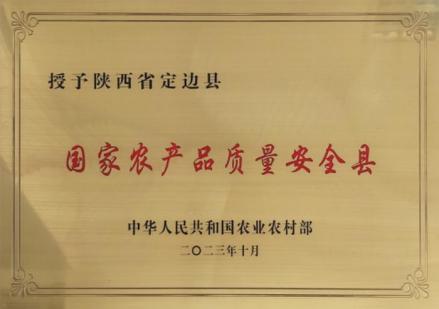 授予陕西省定边县
国家农产品质量安全县
中华人民共和国农业农村部
二〇二三年十月